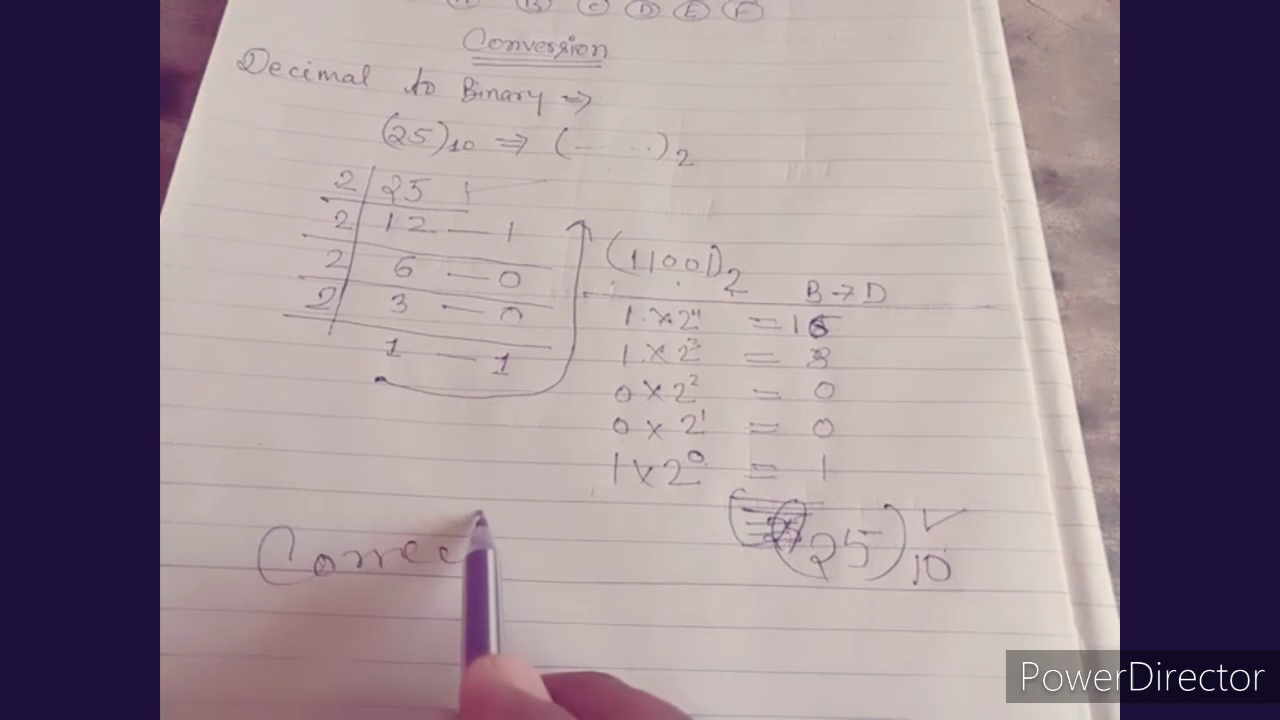 A B C D E F
Conversion
Decimal to Binary ⇒
(25)10 ⇒ (... ..)2
2 | 25 1
2 | 12 — 1
2 | 6 — 0
2 | 3 — 0
1 — 1
(11001)2
B → D
1 × 2⁴ = 16
1 × 2³ = 8
0 × 2² = 0
0 × 2¹ = 0
1 × 2⁰ = 1
(25)10 ✓
Correc
PowerDirector